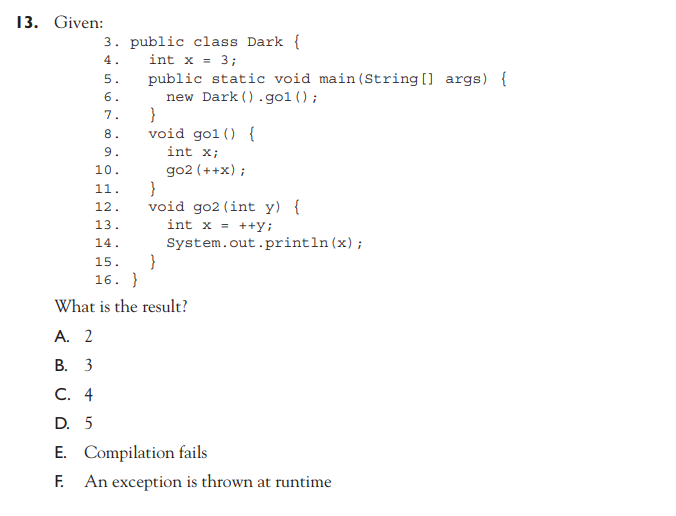 13. Given:
3. public class Dark {
4. int x = 3;
5. public static void main(String[] args) {
6. new Dark().go1();
7. }
8. void go1() {
9. int x;
10. go2(++x);
11. }
12. void go2(int y) {
13. int x = ++y;
14. System.out.println(x);
15. }
16. }
What is the result?
A. 2
B. 3
C. 4
D. 5
E. Compilation fails
F. An exception is thrown at runtime